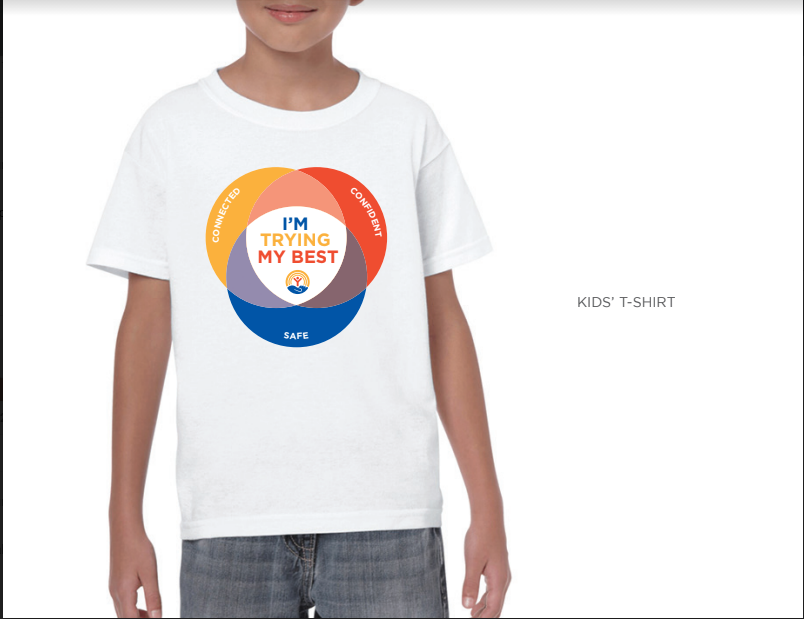 CONNECTED
CONFIDENT
I'M
TRYING
MY BEST
SAFE
KIDS' T-SHIRT